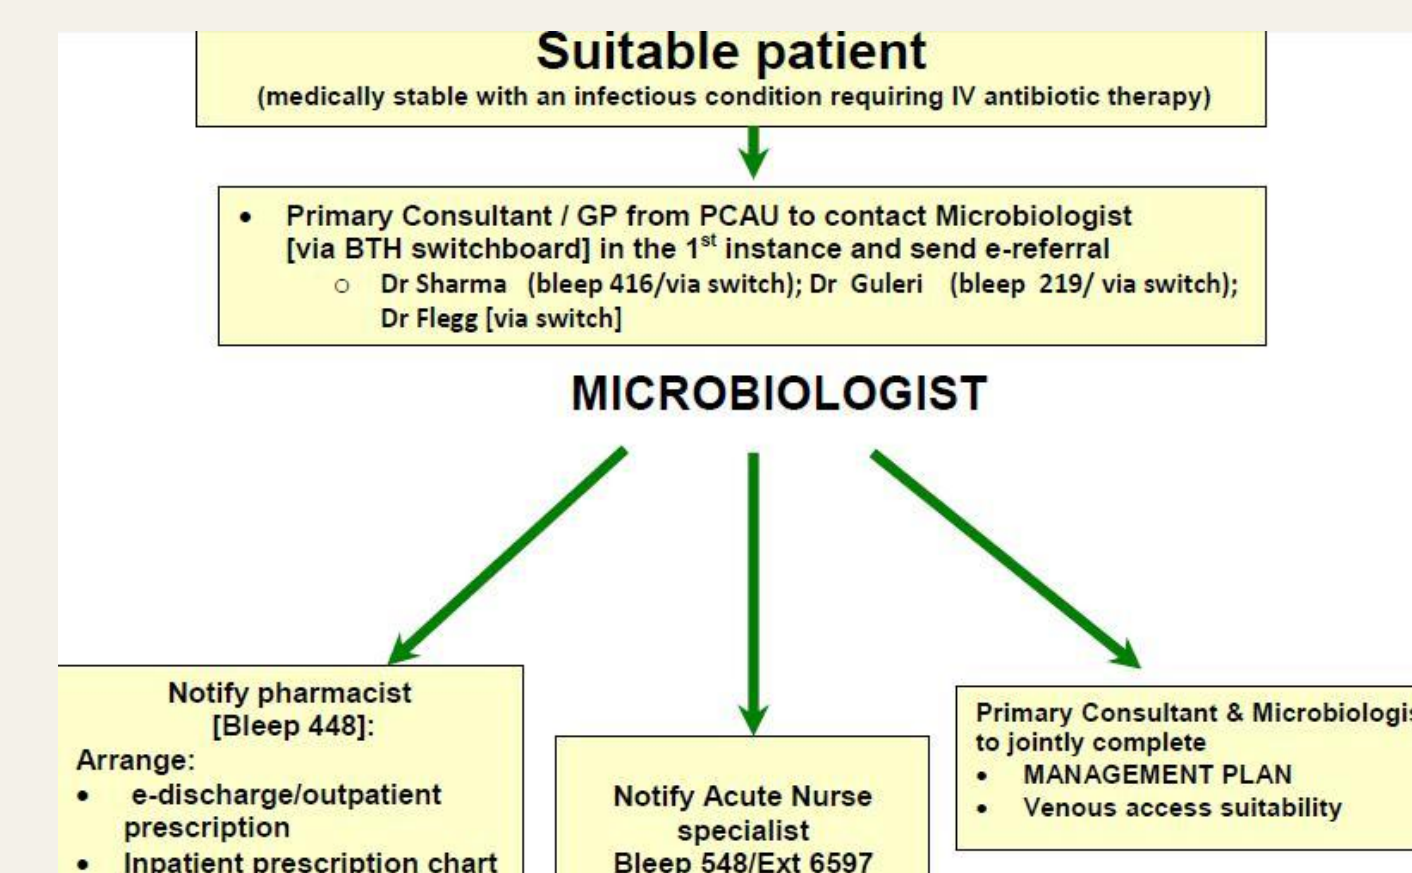 Suitable patient
(medically stable with an infectious condition requiring IV antibiotic therapy)
• Primary Consultant / GP from PCAU to contact Microbiologist
[via BTH switchboard] in the 1st instance and send e-referral
o Dr Sharma (bleep 416/via switch); Dr Guleri (bleep 219/ via switch);
Dr Flegg [via switch]
MICROBIOLOGIST
Notify pharmacist
[Bleep 448]:
Arrange:
• e-discharge/outpatient
prescription
• Inpatient prescription chart
Notify Acute Nurse
specialist
Bleep 548/Ext 6597
Primary Consultant & Microbiologis
to jointly complete
• MANAGEMENT PLAN
• Venous access suitability